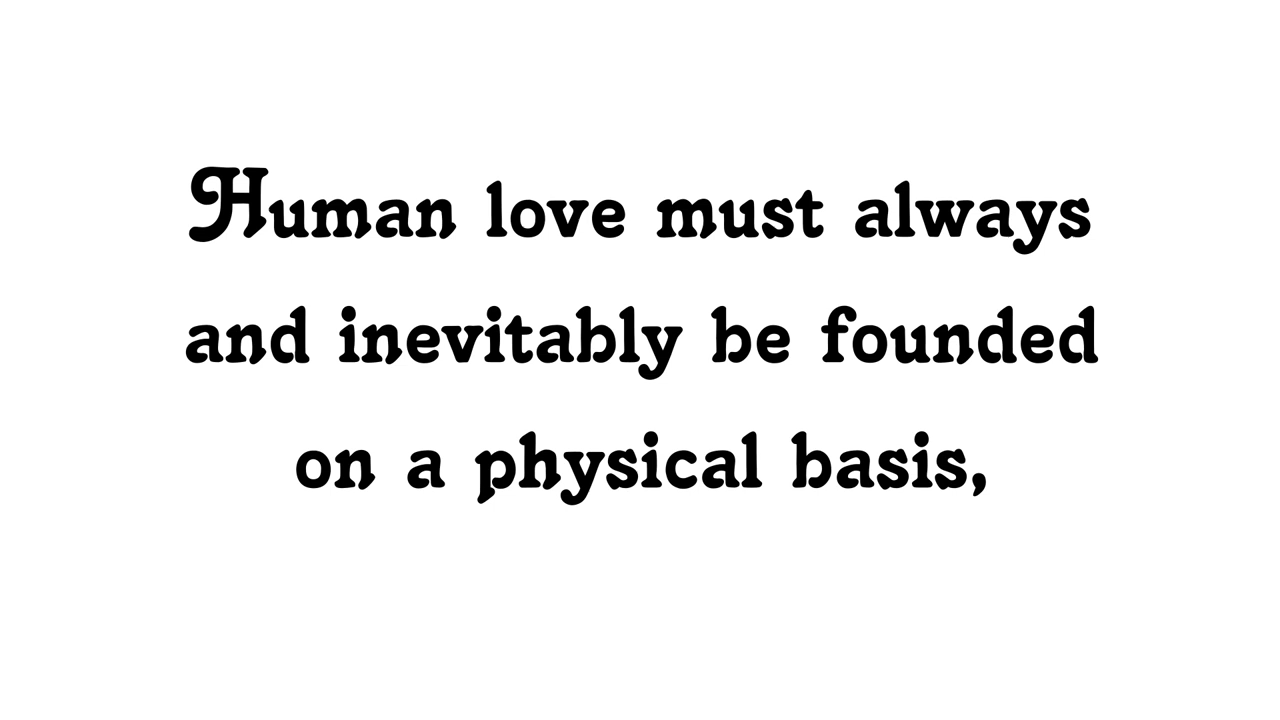 Human love must always
and inevitably be founded
on a physical basis,